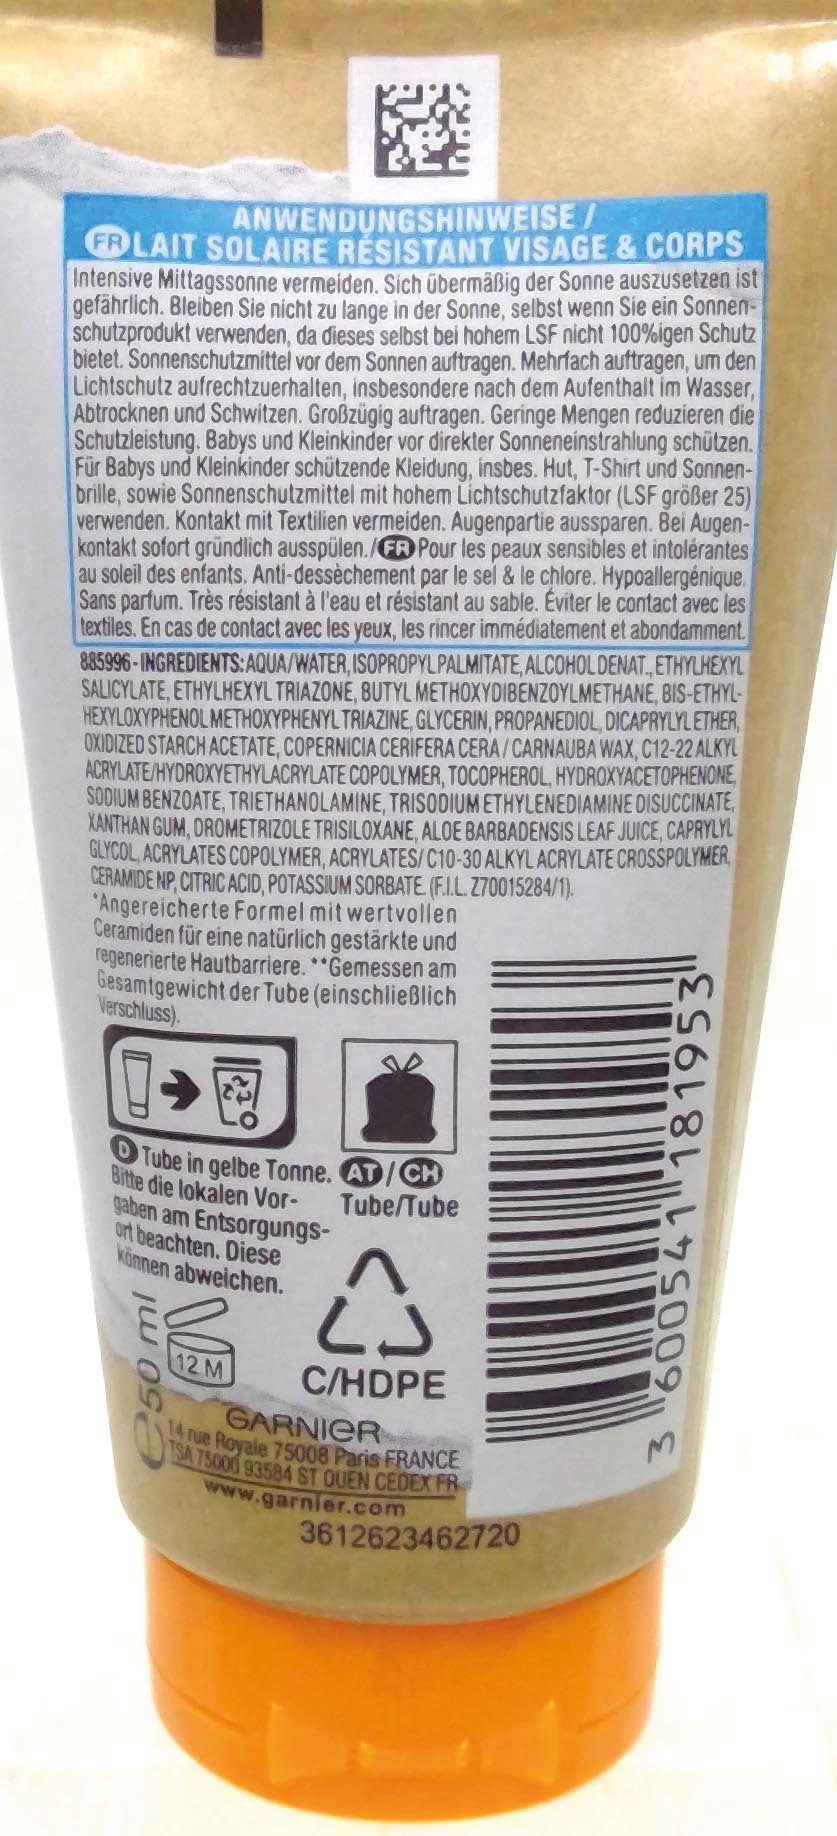 ANWENDUNGSHINWEISE /
FR LAIT SOLAIRE RÉSISTANT VISAGE & CORPS
Intensive Mittagssonne vermeiden. Sich übermäßig der Sonne auszusetzen ist
gefährlich. Bleiben Sie nicht zu lange in der Sonne, selbst wenn Sie ein Sonnen-
schutzprodukt verwenden, da dieses selbst bei hohem LSF nicht 100%igen Schutz
bietet. Sonnenschutzmittel vor dem Sonnen auftragen. Mehrfach auftragen, um den
Lichtschutz aufrechtzuerhalten, insbesondere nach dem Aufenthalt im Wasser,
Abtrocknen und Schwitzen. Großzügig auftragen. Geringe Mengen reduzieren die
Schutzleistung. Babys und Kleinkinder vor direkter Sonneneinstrahlung schützen.
Für Babys und Kleinkinder schützende Kleidung, insbes. Hut, T-Shirt und Sonnen-
brille, sowie Sonnenschutzmittel mit hohem Lichtschutzfaktor (LSF größer 25)
verwenden. Kontakt mit Textilien vermeiden. Augenpartie aussparen. Bei Augen-
kontakt sofort gründlich ausspülen./FR Pour les peaux sensibles et intolérantes
au soleil des enfants. Anti-dessèchement par le sel & le chlore. Hypoallergénique.
Sans parfum. Très résistant à l'eau et résistant au sable. Éviter le contact avec les
textiles. En cas de contact avec les yeux, les rincer immédiatement et abondamment.
885996 - INGREDIENTS: AQUA/WATER, ISOPROPYL PALMITATE, ALCOHOL DENAT., ETHYLHEXYL
SALICYLATE, ETHYLHEXYL TRIAZONE, BUTYL METHOXYDIBENZOYLMETHANE, BIS-ETHYL-
HEXYLOXYPHENOL METHOXYPHENYL TRIAZINE, GLYCERIN, PROPANEDIOL, DICAPRYLYL ETHER,
OXIDIZED STARCH ACETATE, COPERNICIA CERIFERA CERA / CARNAUBA WAX, C12-22 ALKYL
ACRYLATE/HYDROXYETHYLACRYLATE COPOLYMER, TOCOPHEROL, HYDROXYACETOPHENONE,
SODIUM BENZOATE, TRIETHANOLAMINE, TRISODIUM ETHYLENEDIAMINE DISUCCINATE,
XANTHAN GUM, DROMETRIZOLE TRISILOXANE, ALOE BARBADENSIS LEAF JUICE, CAPRYLYL
GLYCOL, ACRYLATES COPOLYMER, ACRYLATES/ C10-30 ALKYL ACRYLATE CROSSPOLYMER,
CERAMIDE NP, CITRIC ACID, POTASSIUM SORBATE. (F.I.L. Z70015284/1).
*Angereicherte Formel mit wertvollen
Ceramiden für eine natürlich gestärkte und
regenerierte Hautbarriere. **Gemessen am
Gesamtgewicht der Tube (einschließlich
Verschluss).
D Tube in gelbe Tonne.
Bitte die lokalen Vor-
gaben am Entsorgungs-
ort beachten. Diese
können abweichen.
AT/CH
Tube/Tube
C/HDPE
12 M
e50 ml
3 600541 181953
GARNIER
14 rue Royale 75008 Paris FRANCE
TSA 75000 93584 ST OUEN CEDEX FR
www.garnier.com
3612623462720